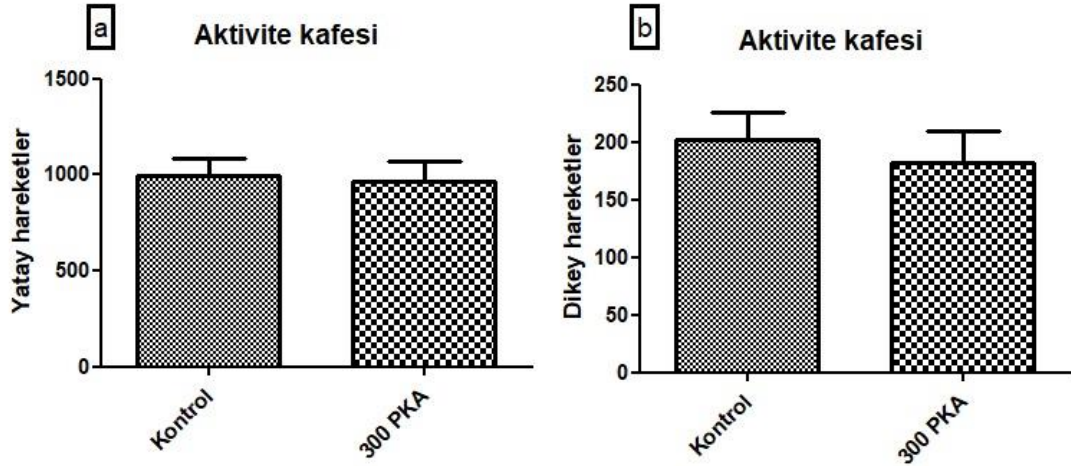 a
Aktivite kafesi
Yatay hareketler
1500
1000
500
0
Kontrol
300 PKA
b
Aktivite kafesi
Dikey hareketler
250
200
150
100
50
0
Kontrol
300 PKA